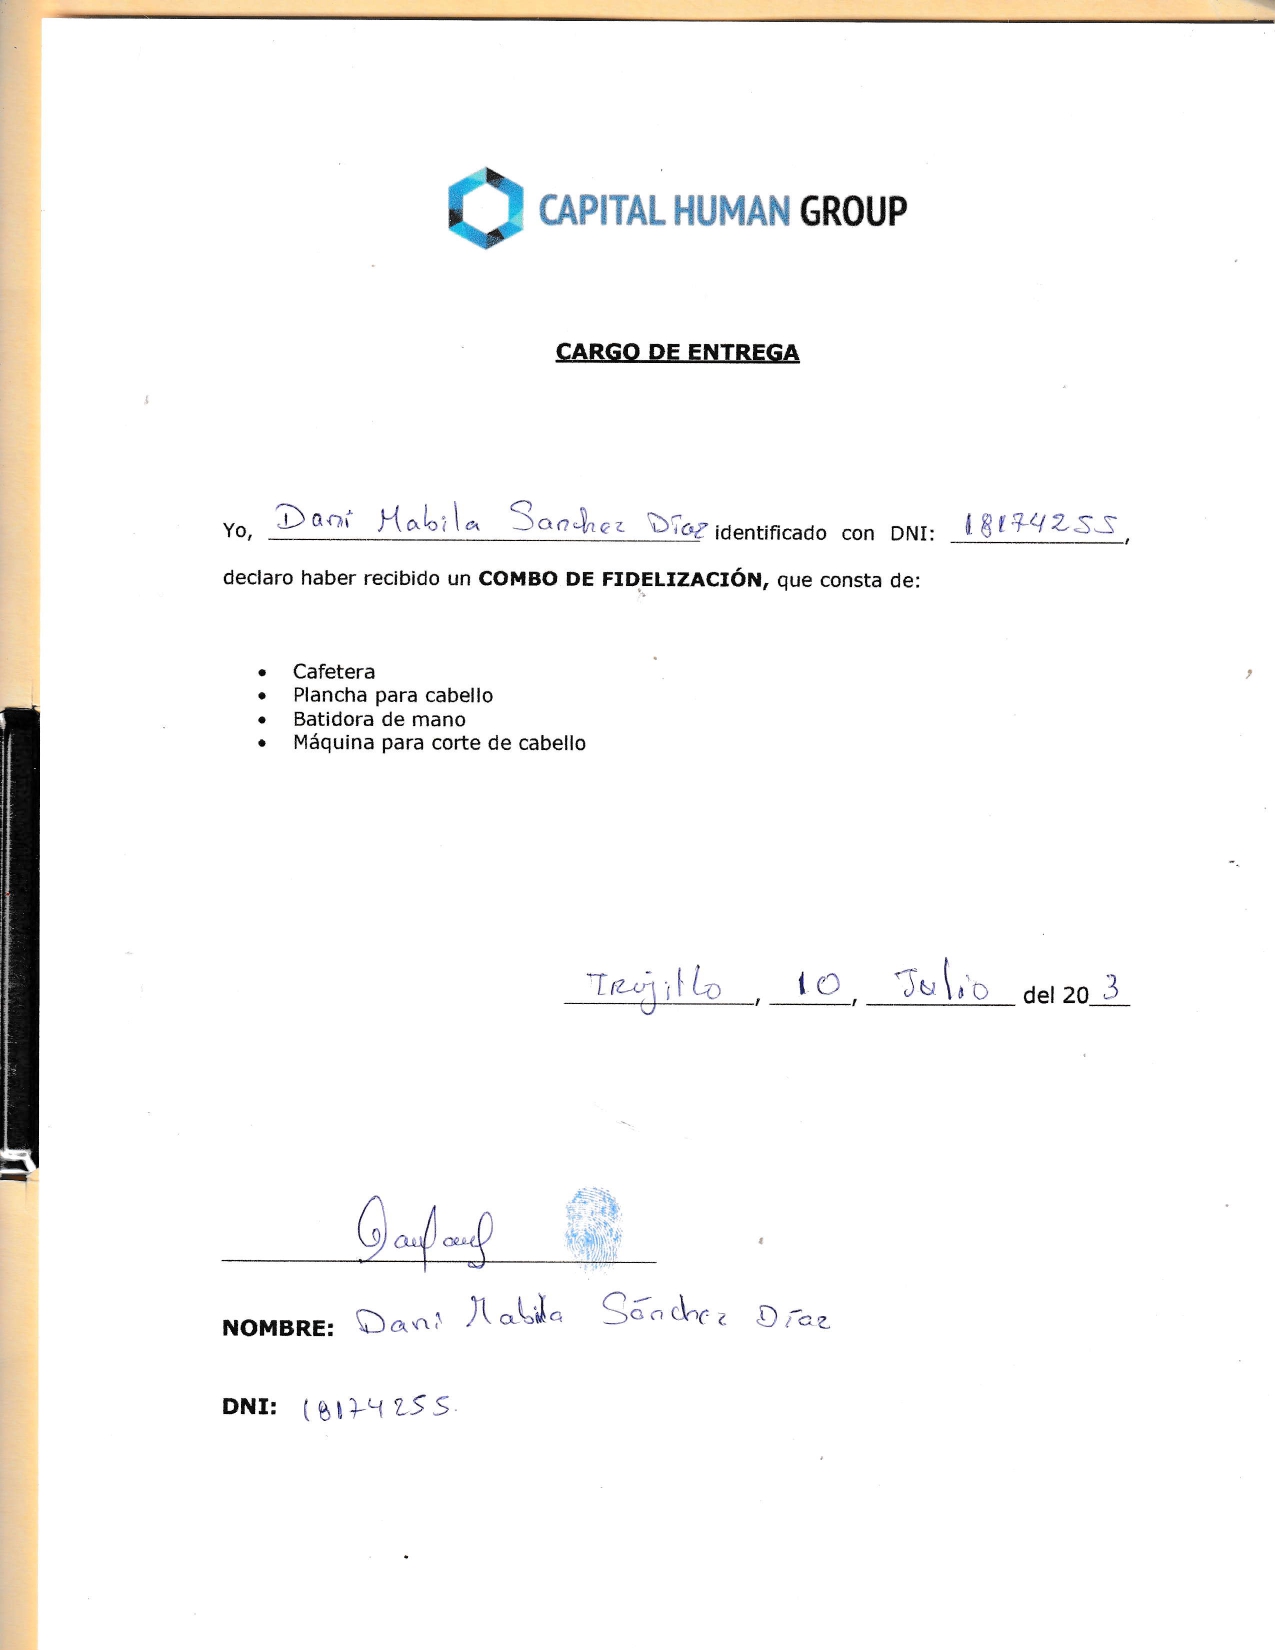 CAPITAL HUMAN GROUP
CARGO DE ENTREGA
Yo, Dani Mabila Sanchez Díaz identificado con DNI: 18174255,
declaro haber recibido un COMBO DE FIDELIZACIÓN, que consta de:
• Cafetera
• Plancha para cabello
• Batidora de mano
• Máquina para corte de cabello
Trujillo, 10, Julio del 20 3
NOMBRE: Dani Mabila Sánchez Díaz
DNI: 18174255.